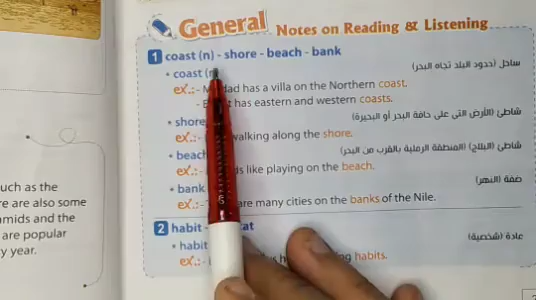 General Notes on Reading & Listening
1 coast (n) - shore - beach - bank
• coast (n) ساحل (حدود البلد تجاه البحر)
ex.:- dad has a villa on the Northern coast.
- has eastern and western coasts.
• shore شاطئ (الأرض التي على حافة البحر أو البحيرة)
ex.:- walking along the shore.
• beach شاطئ (البلاج) (المنطقة الرملية بالقرب من البحر)
ex.:- like playing on the beach.
• bank ضفة (النهر)
ex.:- are many cities on the banks of the Nile.
2 habit -
• habit عادة (شخصية)
ex.:- habits.
uch as the
re are also some
mids and the
are popular
y year.